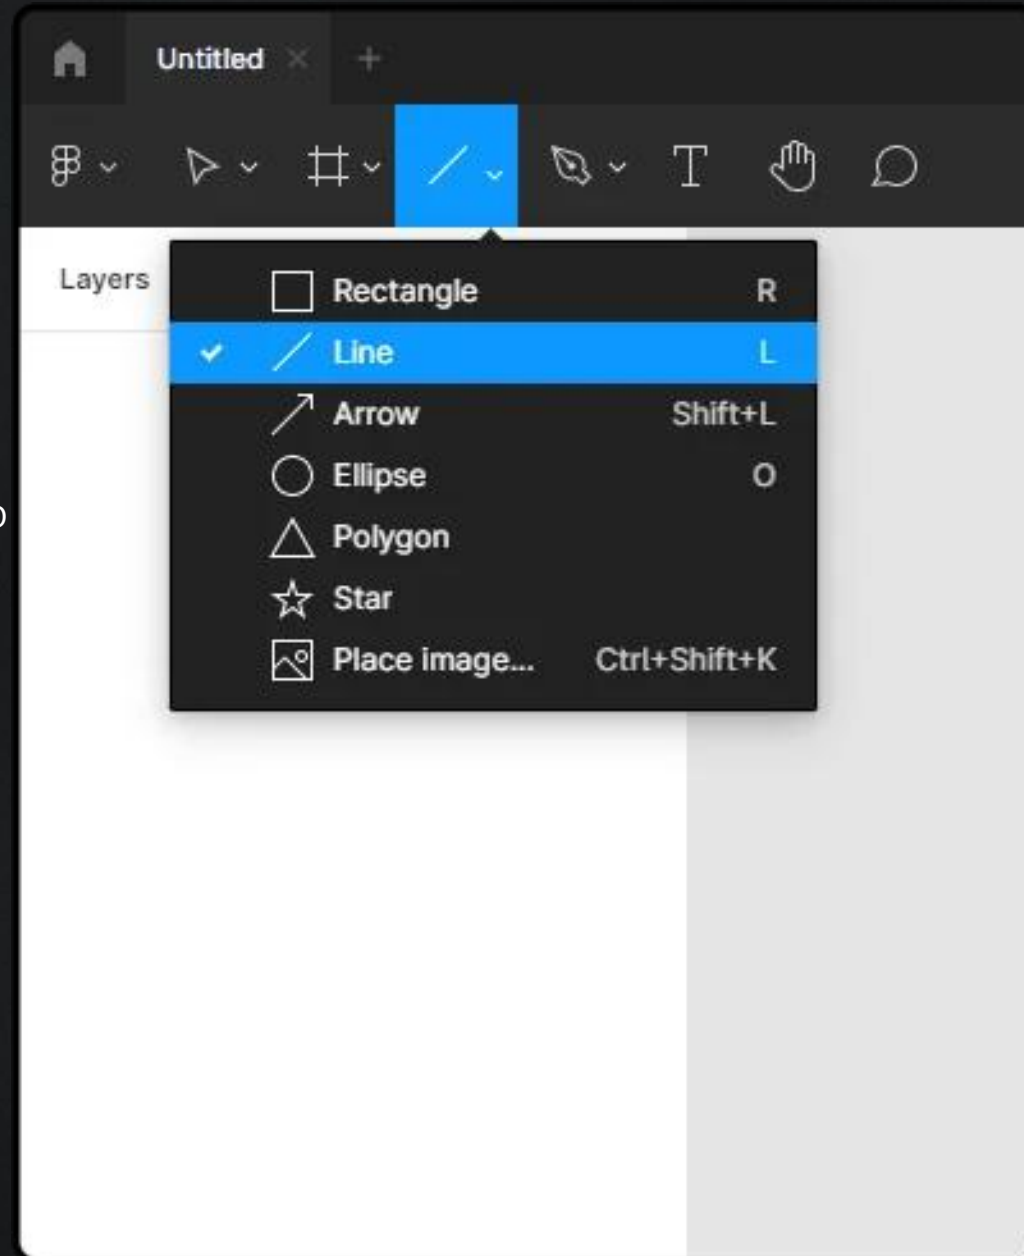 Untitled
Layers
Rectangle R
Line L
Arrow Shift+L
Ellipse O
Polygon
Star
Place image... Ctrl+Shift+K